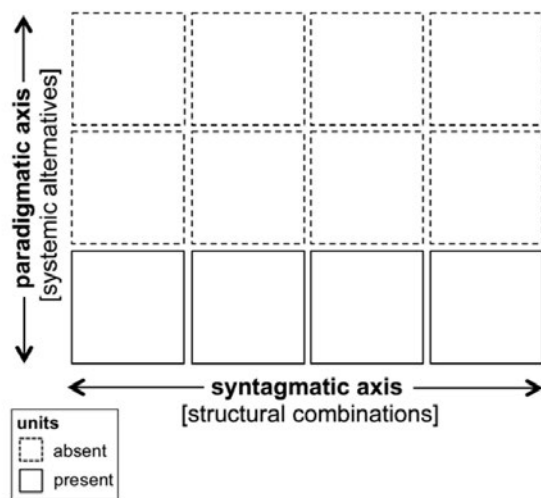 paradigmatic axis
[systemic alternatives]
syntagmatic axis
[structural combinations]
units
absent
present